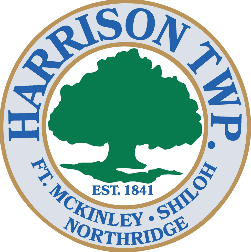 HARRISON TWP.
EST. 1841
FT. MCKINLEY • SHILOH
NORTHRIDGE